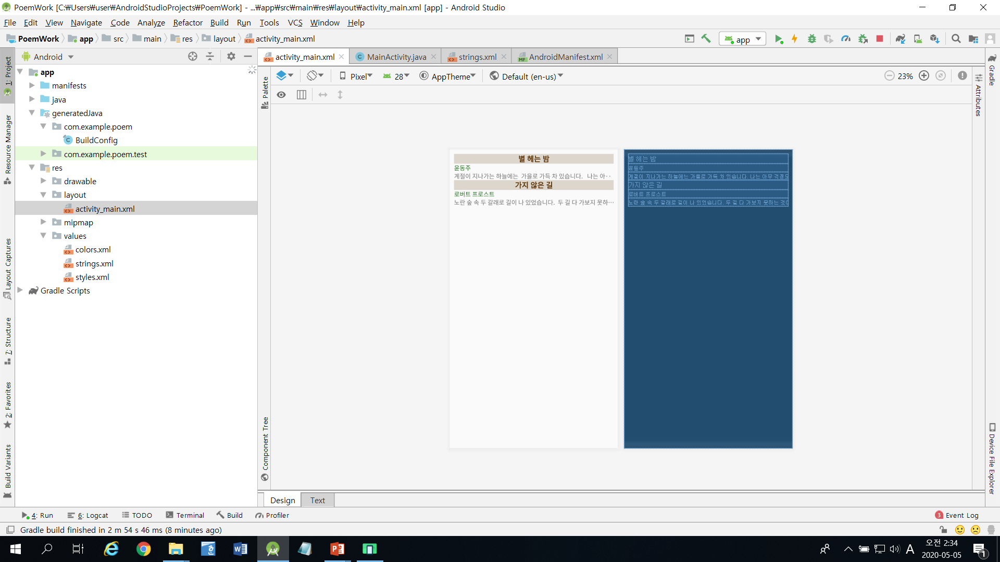 PoemWork [C:₩Users₩user₩AndroidStudioProjects₩PoemWork] - ...₩app₩src₩main₩res₩layout₩activity_main.xml [app] - Android Studio
File Edit View Navigate Code Analyze Refactor Build Run Tools VCS Window Help
PoemWork app src main res layout activity_main.xml
app
Android
activity_main.xml MainActivity.java strings.xml AndroidManifest.xml
Pixel 28 AppTheme Default (en-us) 23%
app
manifests
java
generatedJava
com.example.poem
BuildConfig
com.example.poem.test
res
drawable
layout
activity_main.xml
mipmap
values
colors.xml
strings.xml
styles.xml
Gradle Scripts
1: Project
Resource Manager
Layout Captures
7: Structure
2: Favorites
Build Variants
Palette
Component Tree
별 헤는 밤
윤동주
계절이 지나가는 하늘에는 가을로 가득 차 있습니다. 나는 아···
가지 않은 길
로버트 프로스트
노란 숲 속 두 갈래로 길이 나 있었습니다. 두 길 다 가보지 못하···
별 헤는 밤
윤동주
계절이 지나가는 하늘에는 가을로 가득 차 있습니다. 나는 아무 걱정도
가지 않은 길
로버트 프로스트
노란 숲 속 두 갈래로 길이 나 있었습니다. 두 길 다 가보지 못하는 것이
Gradle
Attributes
Device File Explorer
Design Text
4: Run 6: Logcat TODO Terminal Build Profiler 3 Event Log
Gradle build finished in 2 m 54 s 46 ms (8 minutes ago)
A 오전 2:34
2020-05-05
1